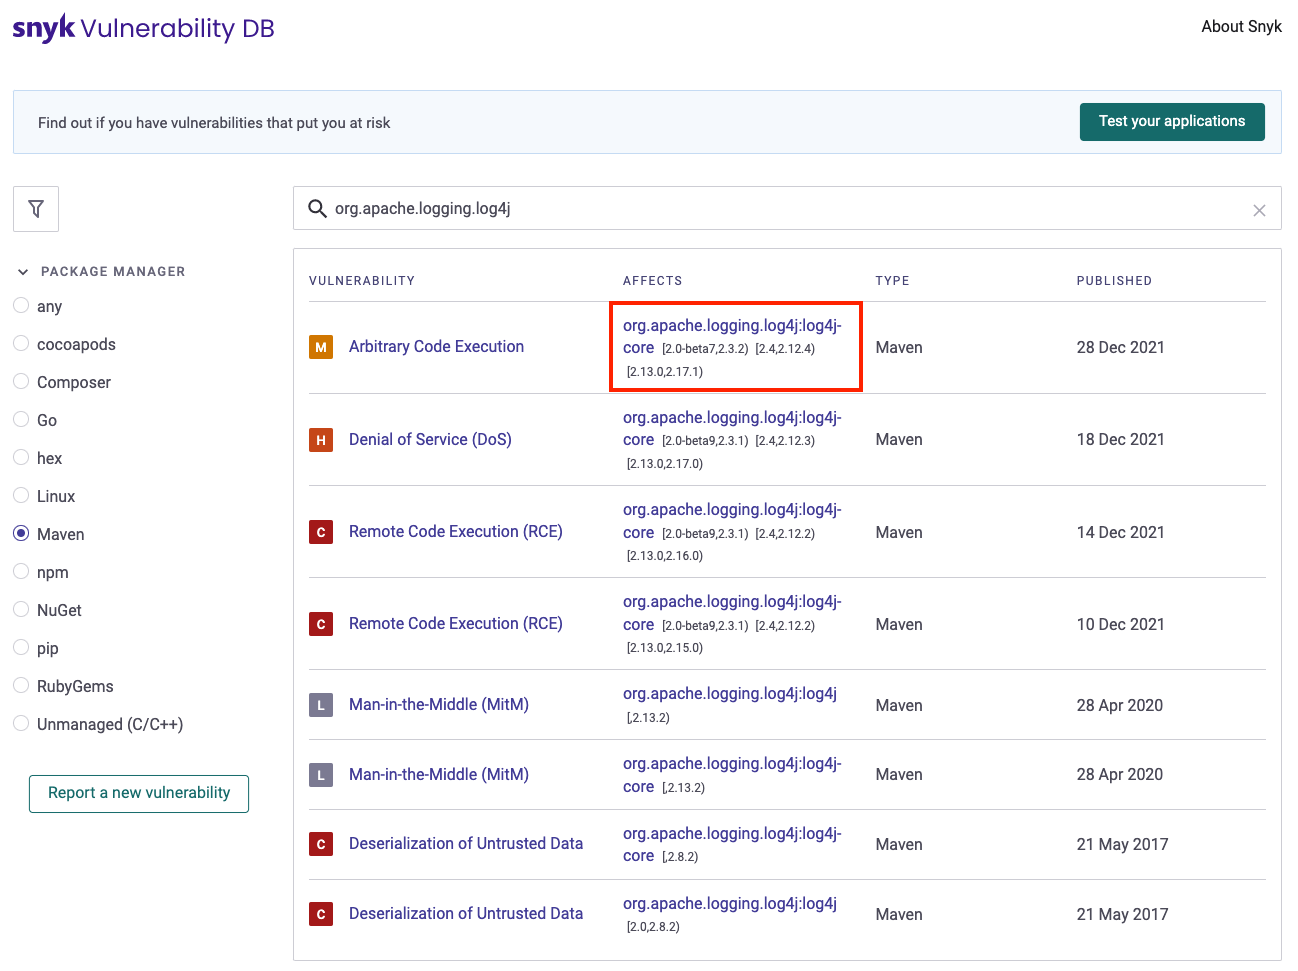 snyk Vulnerability DB
About Snyk
Find out if you have vulnerabilities that put you at risk
Test your applications
org.apache.logging.log4j
PACKAGE MANAGER
any
cocoapods
Composer
Go
hex
Linux
Maven
npm
NuGet
pip
RubyGems
Unmanaged (C/C++)
Report a new vulnerability
VULNERABILITY AFFECTS TYPE PUBLISHED
org.apache.logging.log4j:log4j-
M Arbitrary Code Execution core [2.0-beta7,2.3.2) [2.4,2.12.4) Maven 28 Dec 2021
[2.13.0,2.17.1)
org.apache.logging.log4j:log4j-
H Denial of Service (DoS) core [2.0-beta9,2.3.1) [2.4,2.12.3) Maven 18 Dec 2021
[2.13.0,2.17.0)
org.apache.logging.log4j:log4j-
C Remote Code Execution (RCE) core [2.0-beta9,2.3.1) [2.4,2.12.2) Maven 14 Dec 2021
[2.13.0,2.16.0)
org.apache.logging.log4j:log4j-
C Remote Code Execution (RCE) core [2.0-beta9,2.3.1) [2.4,2.12.2) Maven 10 Dec 2021
[2.13.0,2.15.0)
org.apache.logging.log4j:log4j
L Man-in-the-Middle (MitM) Maven 28 Apr 2020
[,2.13.2)
org.apache.logging.log4j:log4j-
L Man-in-the-Middle (MitM) Maven 28 Apr 2020
core [,2.13.2)
org.apache.logging.log4j:log4j-
C Deserialization of Untrusted Data Maven 21 May 2017
core [,2.8.2)
org.apache.logging.log4j:log4j
C Deserialization of Untrusted Data Maven 21 May 2017
[2.0,2.8.2)